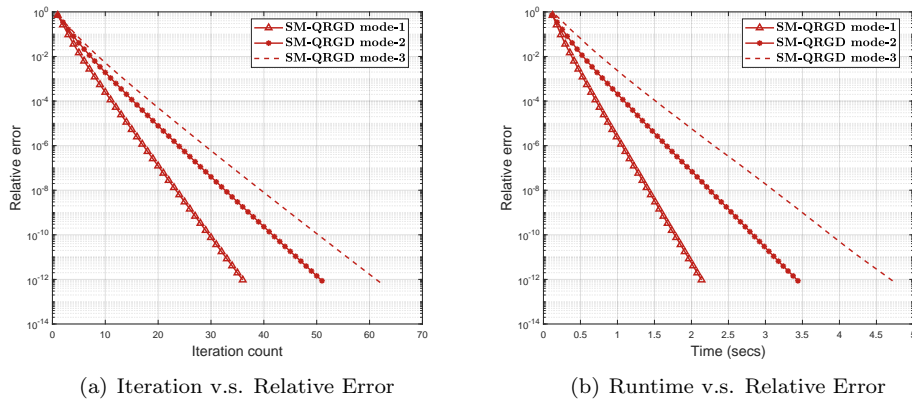 SM-QRGD mode-1
SM-QRGD mode-2
SM-QRGD mode-3
Relative error
10^0
10^-2
10^-4
10^-6
10^-8
10^-10
10^-12
10^-14
0 10 20 30 40 50 60 70
Iteration count
(a) Iteration v.s. Relative Error
SM-QRGD mode-1
SM-QRGD mode-2
SM-QRGD mode-3
Relative error
10^0
10^-2
10^-4
10^-6
10^-8
10^-10
10^-12
10^-14
0 0.5 1 1.5 2 2.5 3 3.5 4 4.5 5
Time (secs)
(b) Runtime v.s. Relative Error